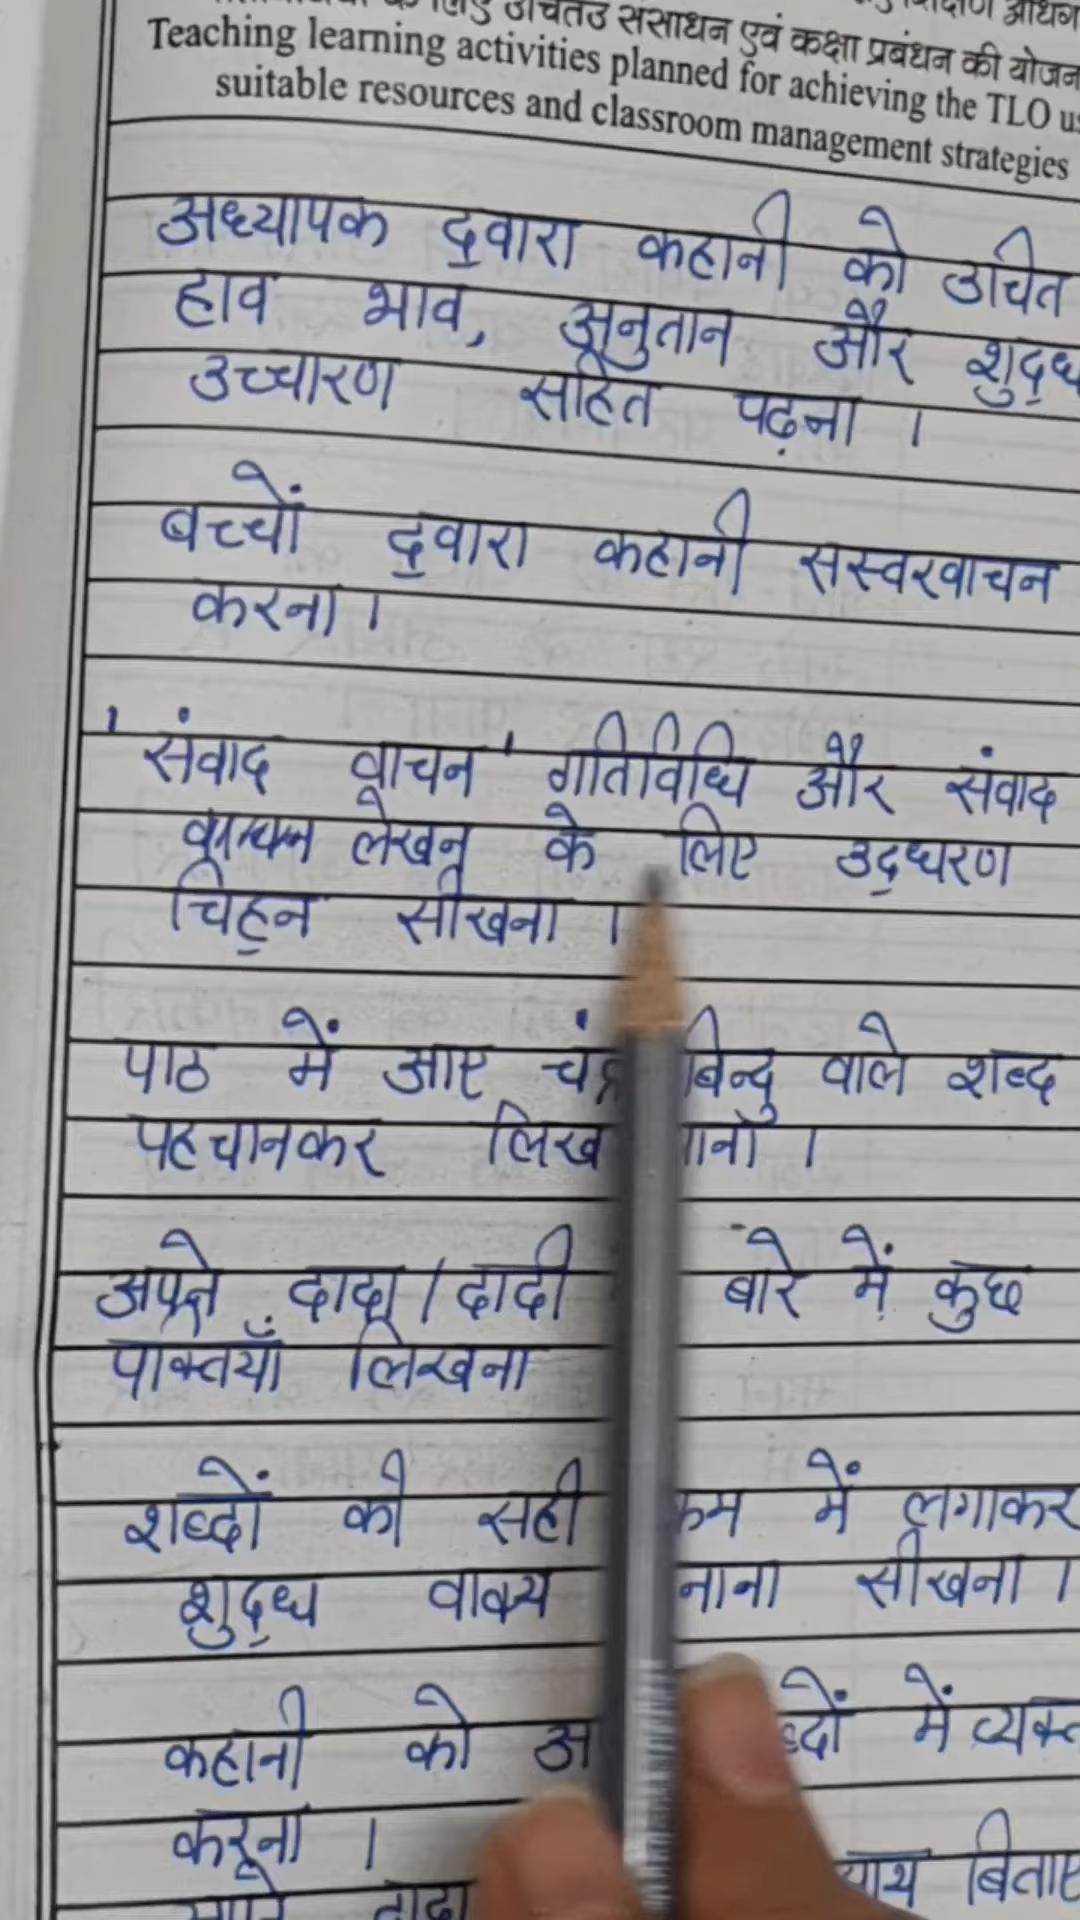 के लिए उचित संसाधन एवं कक्षा प्रबंधन की योजना
Teaching learning activities planned for achieving the TLO us
suitable resources and classroom management strategies
अध्यापक द्वारा कहानी को उचित
हाव भाव, अनुतान और शुद्ध
उच्चारण सहित पढ़ना ।
बच्चों द्वारा कहानी सस्वरवाचन
करना ।
'संवाद वाचन' गतिविधि और संवाद
लेखन के लिए उद्धरण
चिह्न सीखना ।
पाठ में आए बिन्दु वाले शब्द
पहचानकर लिख ।
अपने दादा / दादी बारे में कुछ
पंक्तियाँ लिखना
शब्दों को सही में लगाकर
शुद्ध वाक्य सीखना ।
कहानी को में व्यक्त
करना ।
दादा बिताए